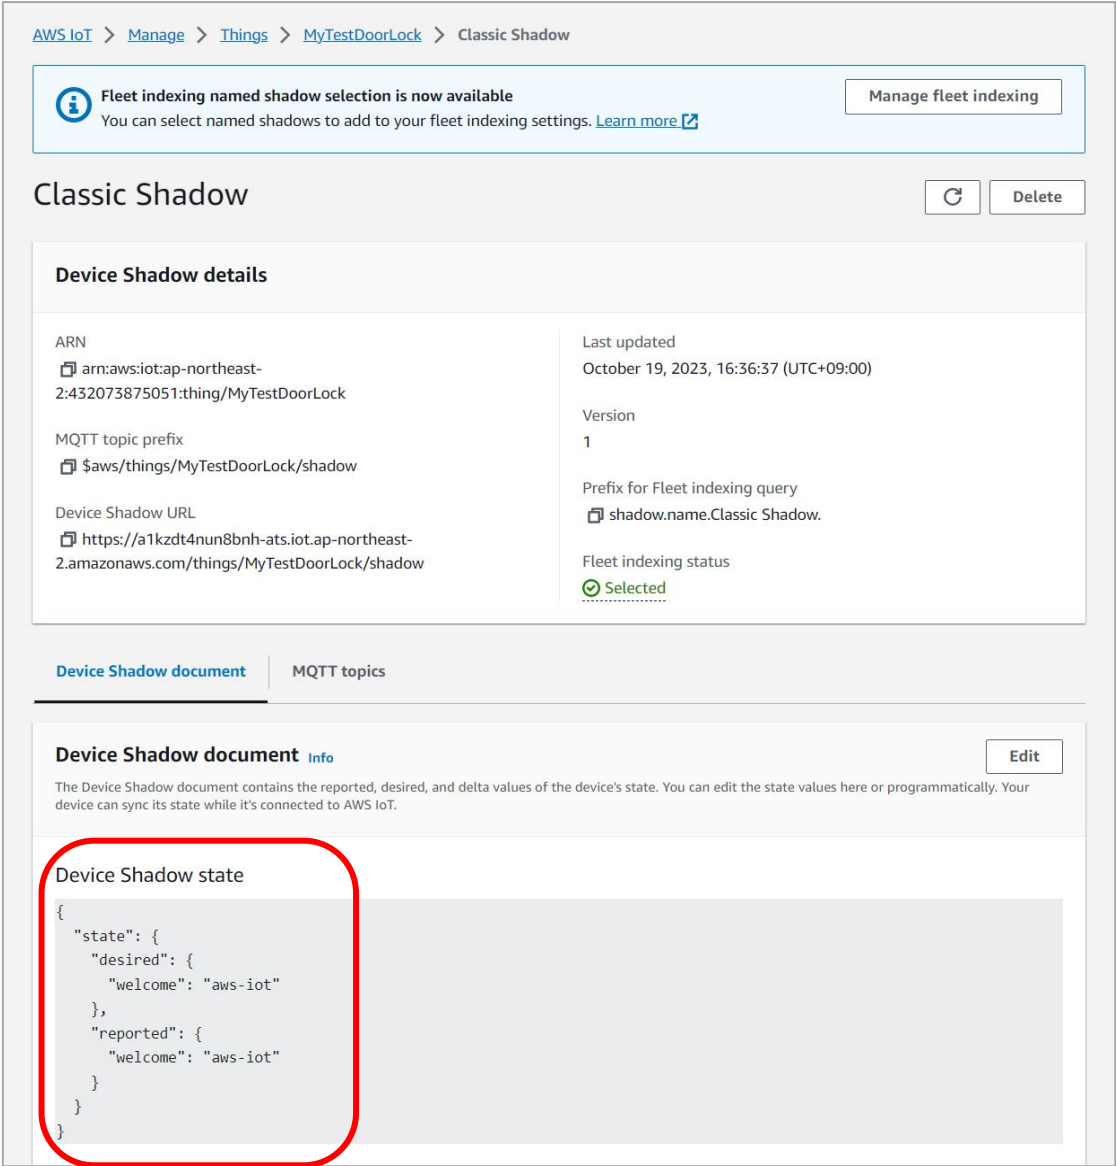 AWS IoT > Manage > Things > MyTestDoorLock > Classic Shadow
Fleet indexing named shadow selection is now available
You can select named shadows to add to your fleet indexing settings. Learn more
Manage fleet indexing
Classic Shadow
Delete
Device Shadow details
ARN
arn:aws:iot:ap-northeast-
2:432073875051:thing/MyTestDoorLock
MQTT topic prefix
$aws/things/MyTestDoorLock/shadow
Device Shadow URL
https://a1kzdt4nun8bnh-ats.iot.ap-northeast-
2.amazonaws.com/things/MyTestDoorLock/shadow
Last updated
October 19, 2023, 16:36:37 (UTC+09:00)
Version
1
Prefix for Fleet indexing query
shadow.name.Classic Shadow.
Fleet indexing status
Selected
Device Shadow document
MQTT topics
Device Shadow document Info
Edit
The Device Shadow document contains the reported, desired, and delta values of the device's state. You can edit the state values here or programmatically. Your
device can sync its state while it's connected to AWS IoT.
Device Shadow state
{
  "state": {
    "desired": {
      "welcome": "aws-iot"
    },
    "reported": {
      "welcome": "aws-iot"
    }
  }
}